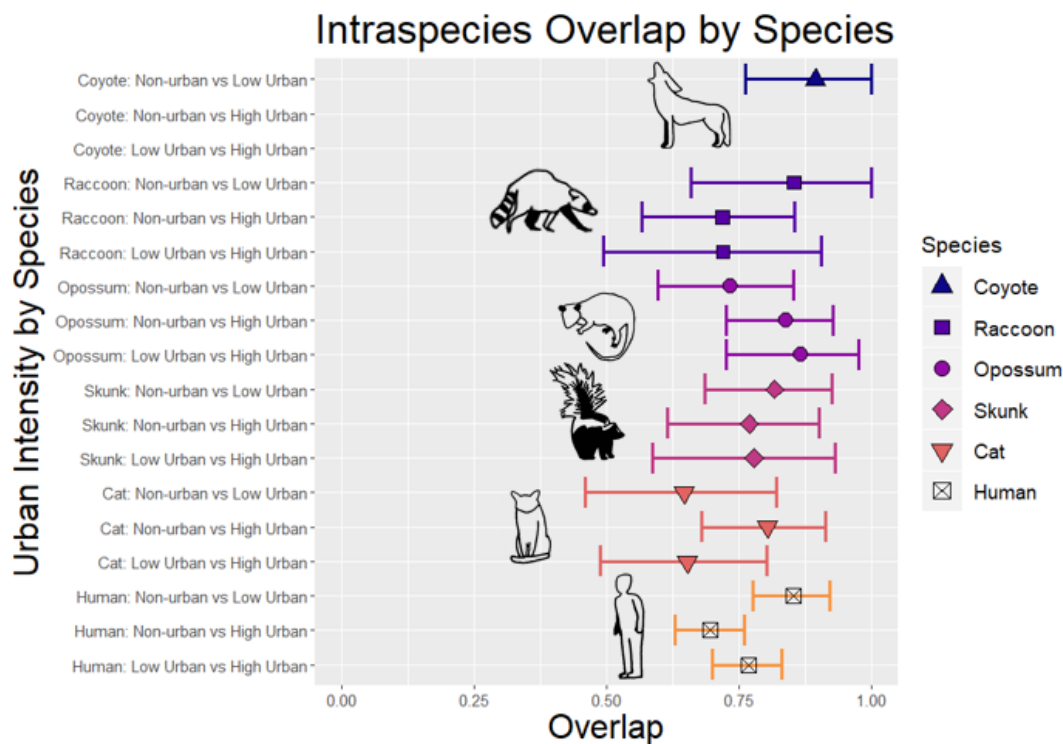 Intraspecies Overlap by Species
Urban Intensity by Species
Coyote: Non-urban vs Low Urban
Coyote: Non-urban vs High Urban
Coyote: Low Urban vs High Urban
Raccoon: Non-urban vs Low Urban
Raccoon: Non-urban vs High Urban
Raccoon: Low Urban vs High Urban
Opossum: Non-urban vs Low Urban
Opossum: Non-urban vs High Urban
Opossum: Low Urban vs High Urban
Skunk: Non-urban vs Low Urban
Skunk: Non-urban vs High Urban
Skunk: Low Urban vs High Urban
Cat: Non-urban vs Low Urban
Cat: Non-urban vs High Urban
Cat: Low Urban vs High Urban
Human: Non-urban vs Low Urban
Human: Non-urban vs High Urban
Human: Low Urban vs High Urban
0.00 0.25 0.50 0.75 1.00
Overlap
Species
Coyote
Raccoon
Opossum
Skunk
Cat
Human